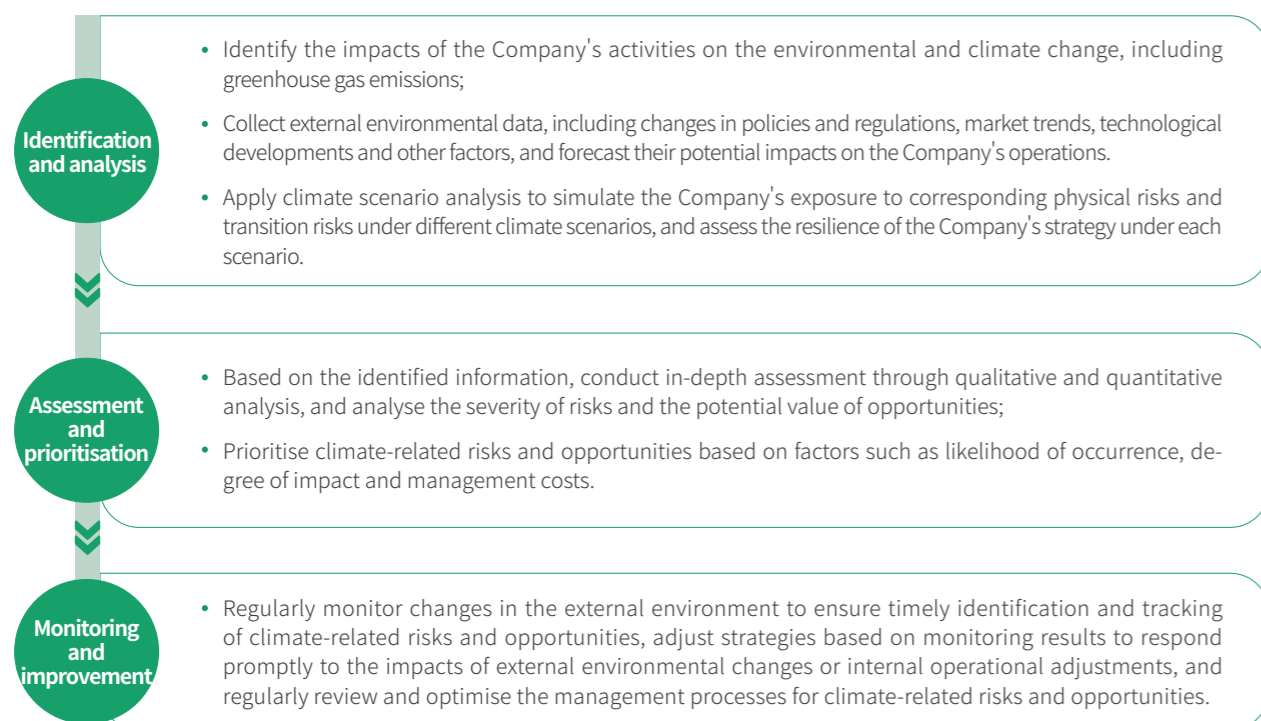 Identification
and analysis
• Identify the impacts of the Company's activities on the environmental and climate change, including
greenhouse gas emissions;
• Collect external environmental data, including changes in policies and regulations, market trends, technological
developments and other factors, and forecast their potential impacts on the Company's operations.
• Apply climate scenario analysis to simulate the Company's exposure to corresponding physical risks and
transition risks under different climate scenarios, and assess the resilience of the Company's strategy under each
scenario.
Assessment
and
prioritisation
• Based on the identified information, conduct in-depth assessment through qualitative and quantitative
analysis, and analyse the severity of risks and the potential value of opportunities;
• Prioritise climate-related risks and opportunities based on factors such as likelihood of occurrence, de-
gree of impact and management costs.
Monitoring
and
improvement
• Regularly monitor changes in the external environment to ensure timely identification and tracking
of climate-related risks and opportunities, adjust strategies based on monitoring results to respond
promptly to the impacts of external environmental changes or internal operational adjustments, and
regularly review and optimise the management processes for climate-related risks and opportunities.